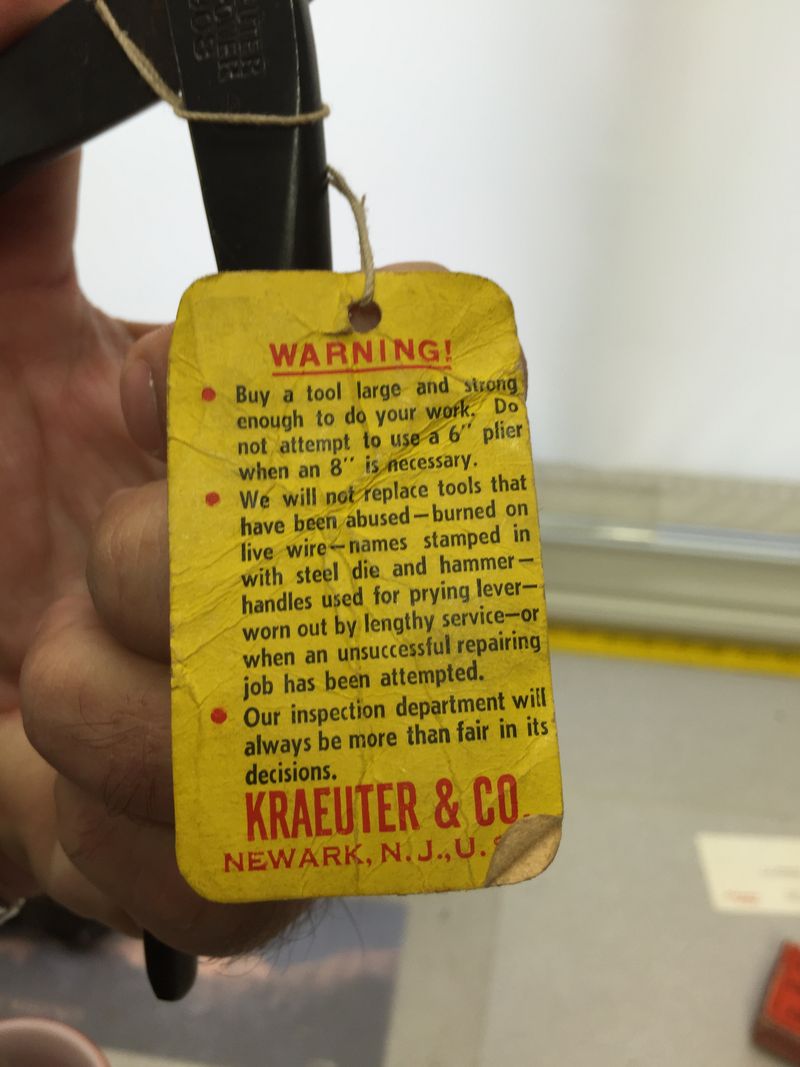 WARNING!
• Buy a tool large and strong
enough to do your work. Do
not attempt to use a 6″ plier
when an 8″ is necessary.
• We will not replace tools that
have been abused—burned on
live wire—names stamped in
with steel die and hammer—
handles used for prying lever—
worn out by lengthy service—or
when an unsuccessful repairing
job has been attempted.
• Our inspection department will
always be more than fair in its
decisions.
KRAEUTER & CO.
NEWARK, N. J., U.